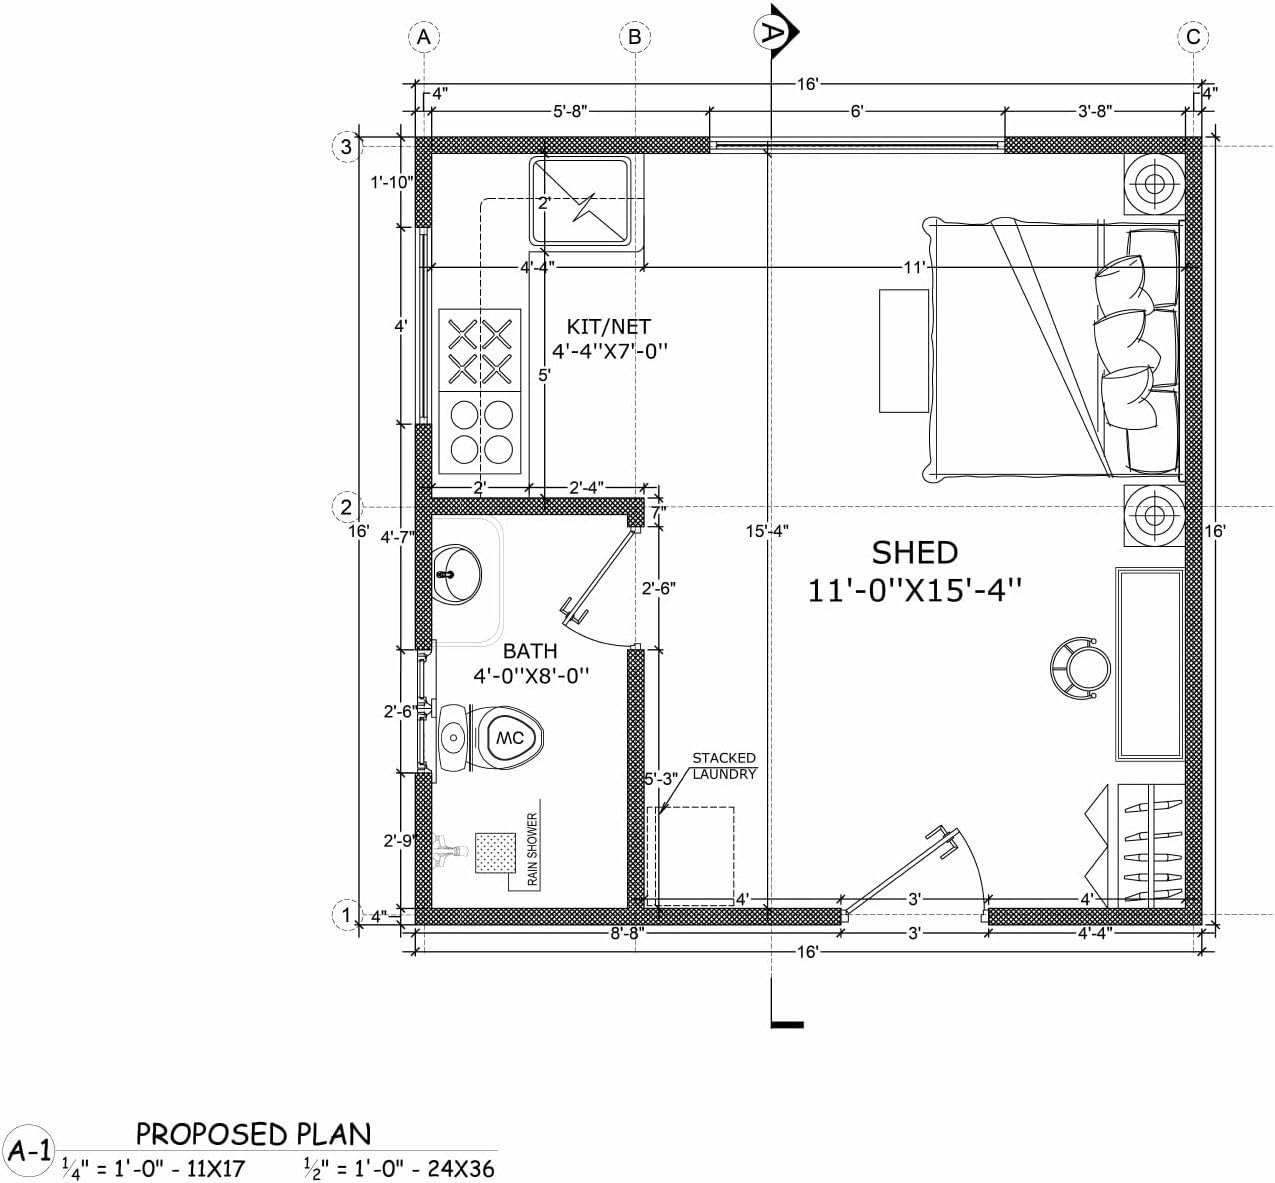 A
B
A
C
16'
4"
4"
5'-8"
6'
3'-8"
3
1'-10"
2'
4'-4"
11'
4'
KIT/NET
4'-4"X7'-0"
5'
2'
2'-4"
2
7"
16'
4'-7"
15'-4"
16'
SHED
11'-0"X15'-4"
2'-6"
BATH
4'-0"X8'-0"
2'-6"
WC
STACKED
LAUNDRY
5'-3"
2'-9"
RAIN SHOWER
4'
3'
4'
1
4"
8'-8"
3'
4'-4"
16'
PROPOSED PLAN
A-1
1/4" = 1'-0" - 11X17
1/2" = 1'-0" - 24X36